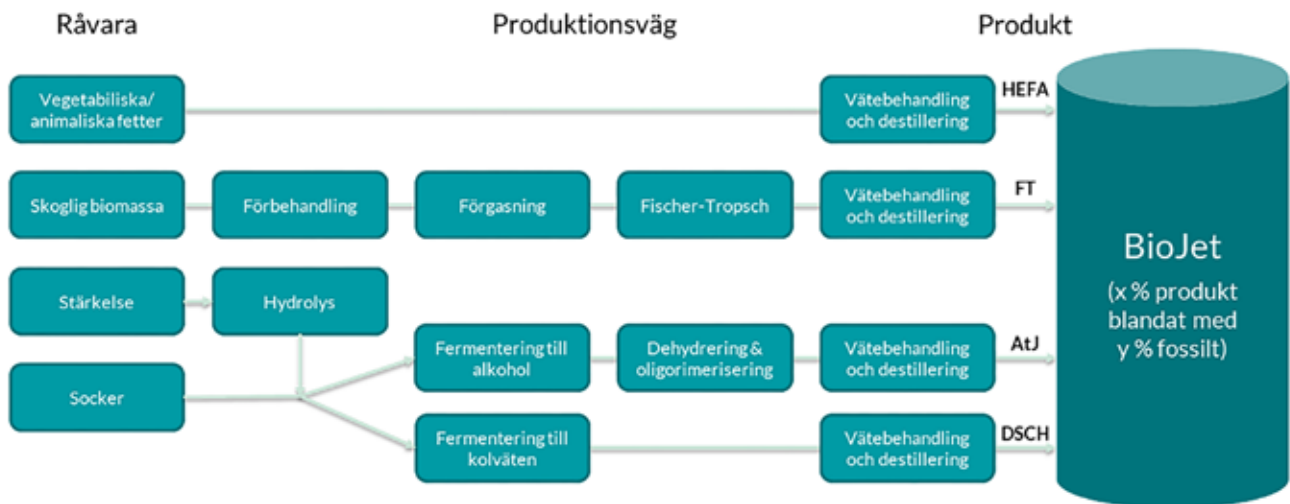 Råvara
Produktionsväg
Produkt
Vegetabiliska/
animaliska fetter
Vätebehandling
och destillering
HEFA
Skoglig biomassa
Förbehandling
Förgasning
Fischer-Tropsch
Vätebehandling
och destillering
FT
Stärkelse
Hydrolys
Socker
Fermentering till
alkohol
Dehydrering &
oligorimerisering
Vätebehandling
och destillering
AtJ
Fermentering till
kolväten
Vätebehandling
och destillering
DSCH
BioJet
(x % produkt
blandat med
y % fossilt)